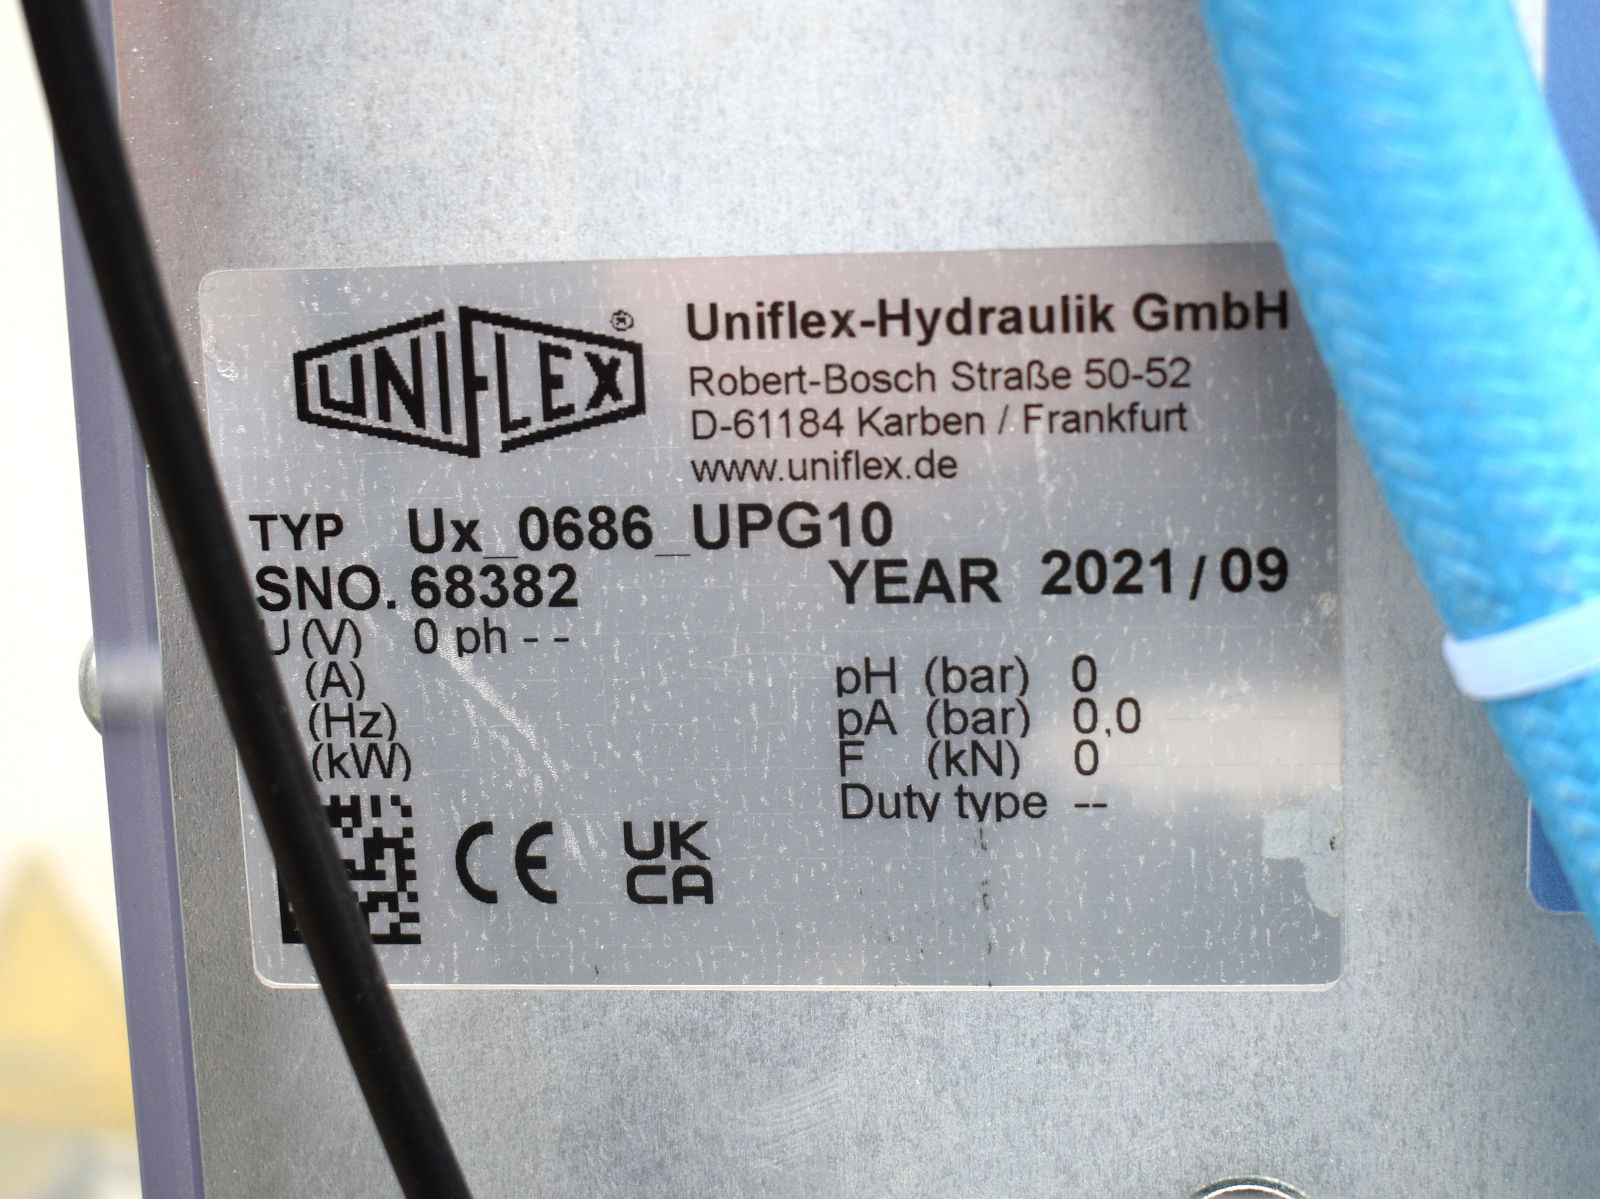 UNIFLEX®
Uniflex-Hydraulik GmbH
Robert-Bosch Straße 50-52
D-61184 Karben / Frankfurt
www.uniflex.de
TYP Ux_0686_UPG10
SNO. 68382 YEAR 2021/09
U (V) 0 ph - -
(A) pH (bar) 0
(Hz) pA (bar) 0,0
(kW) F (kN) 0
Duty type --
CE UK
CA